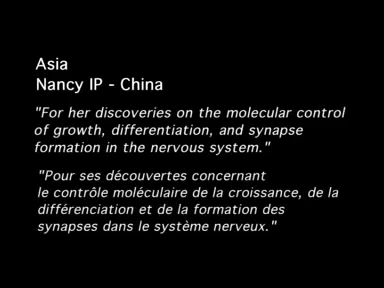 Asia
Nancy IP - China
"For her discoveries on the molecular control
of growth, differentiation, and synapse
formation in the nervous system."
"Pour ses découvertes concernant
le contrôle moléculaire de la croissance, de la
différenciation et de la formation des
synapses dans le système nerveux."